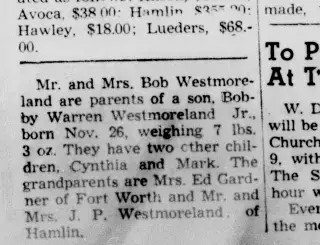 Avoca, $38.00; Hamlin
Hawley, $18.00; Lueders, $68.-
00.
Mr. and Mrs. Bob Westmore-
land are parents of a son, Bob-
by Warren Westmoreland Jr.,
born Nov. 26, weighing 7 lbs.
3 oz. They have two other chil-
dren, Cynthia and Mark. The
grandparents are Mrs. Ed Gard-
ner of Fort Worth and Mr. and
Mrs. J. P. Westmoreland of
Hamlin.
made,
To P
At T
W. D
will be
Church
9, with
The S
hour w
Ever
the m